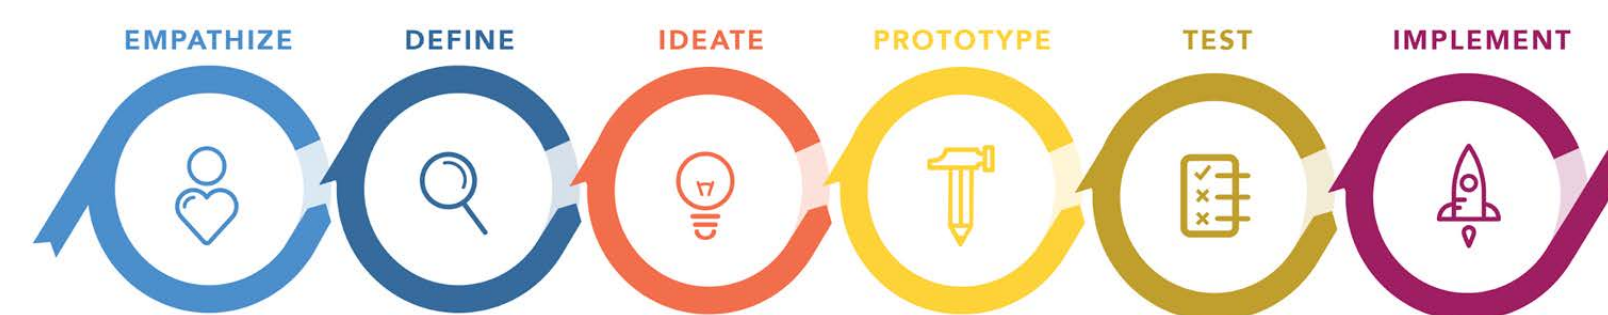 EMPATHIZE
DEFINE
IDEATE
PROTOTYPE
TEST
IMPLEMENT